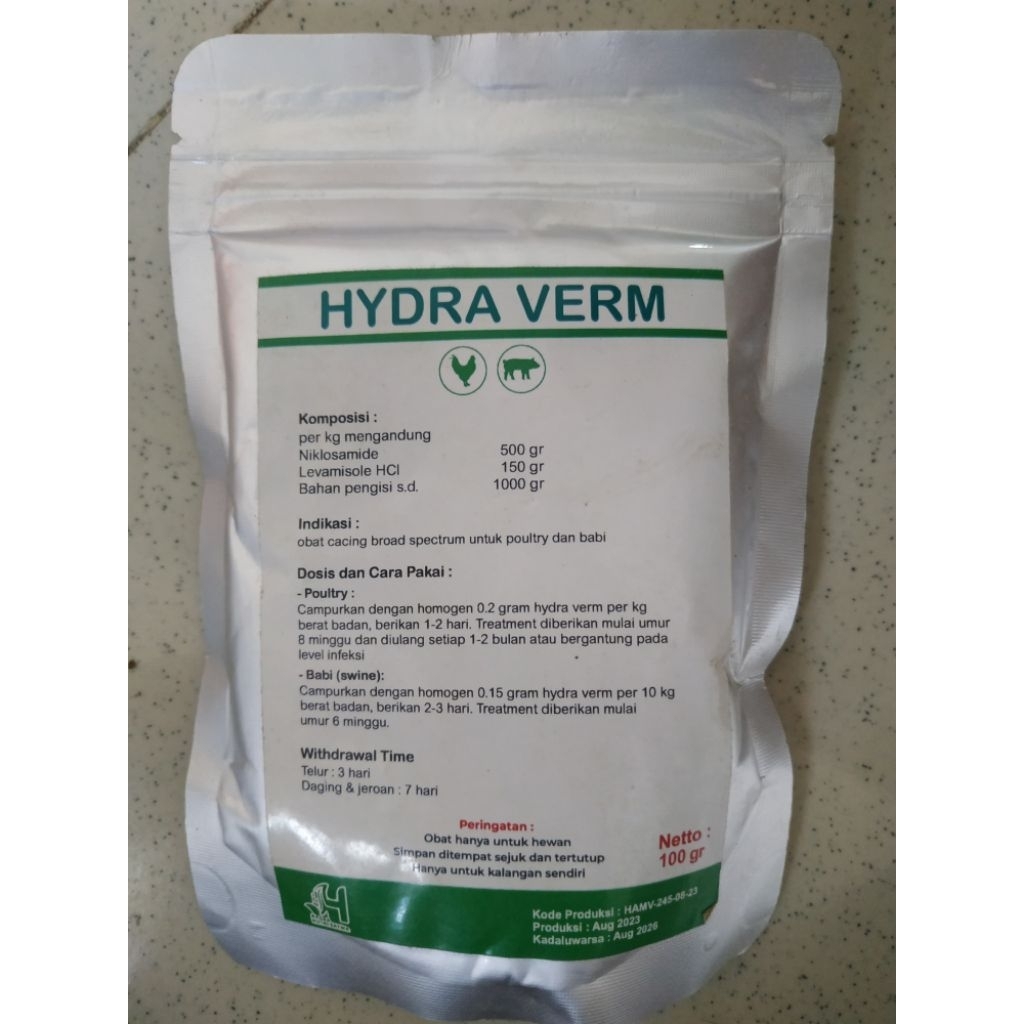 HYDRA VERM
Komposisi :
per kg mengandung
Niklosamide 500 gr
Levamisole HCl 150 gr
Bahan pengisi s.d. 1000 gr
Indikasi :
obat cacing broad spectrum untuk poultry dan babi
Dosis dan Cara Pakai :
- Poultry :
Campurkan dengan homogen 0.2 gram hydra verm per kg
berat badan, berikan 1-2 hari. Treatment diberikan mulai umur
8 minggu dan diulang setiap 1-2 bulan atau bergantung pada
level infeksi
- Babi (swine):
Campurkan dengan homogen 0.15 gram hydra verm per 10 kg
berat badan, berikan 2-3 hari. Treatment diberikan mulai
umur 6 minggu.
Withdrawal Time
Telur : 3 hari
Daging & jeroan : 7 hari
Peringatan :
Obat hanya untuk hewan
Simpan ditempat sejuk dan tertutup
Hanya untuk kalangan sendiri
Netto :
100 gr
H
Kode Produksi : HAMV-245-08-23
Produksi : Aug 2023
Kadaluwarsa : Aug 2026